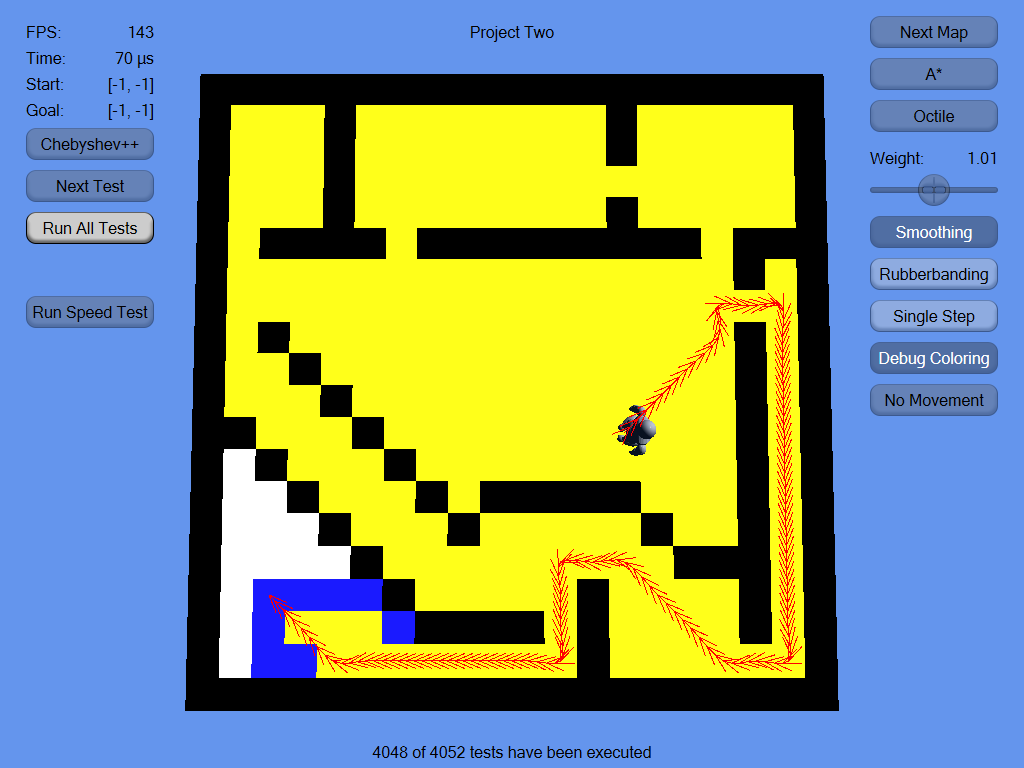 FPS: 143
Time: 70 µs
Start: [-1, -1]
Goal: [-1, -1]
Chebyshev++
Next Test
Run All Tests
Run Speed Test
Project Two
Next Map
A*
Octile
Weight: 1.01
Smoothing
Rubberbanding
Single Step
Debug Coloring
No Movement
4048 of 4052 tests have been executed